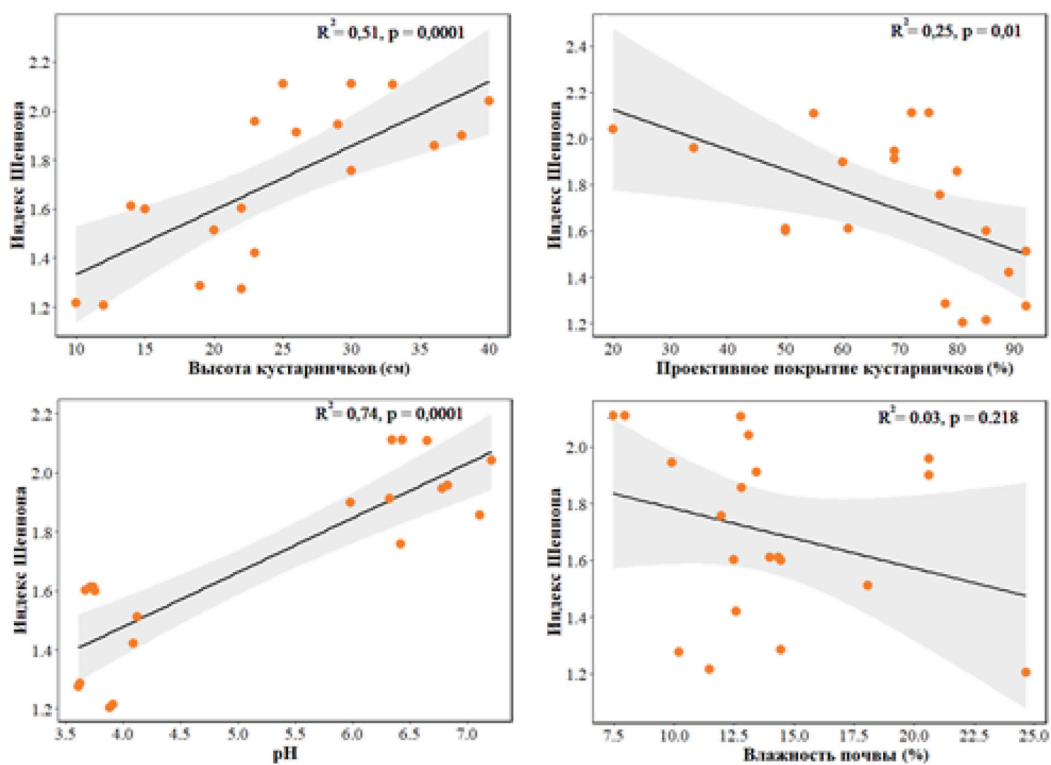 R²= 0,51, p = 0,0001
2.2
2.0
1.8
1.6
1.4
1.2
Индекс Шеннона
10 15 20 25 30 35 40
Высота кустарничков (см)
R²= 0,25, p = 0,01
2.4
2.2
2.0
1.8
1.6
1.4
1.2
Индекс Шеннона
20 30 40 50 60 70 80 90
Проективное покрытие кустарничков (%)
R²= 0,74, p = 0,0001
2.2
2.0
1.8
1.6
1.4
1.2
Индекс Шеннона
3.5 4.0 4.5 5.0 5.5 6.0 6.5 7.0
pH
R²= 0.03, p = 0.218
2.0
1.8
1.6
1.4
1.2
Индекс Шеннона
7.5 10.0 12.5 15.0 17.5 20.0 22.5 25.0
Влажность почвы (%)